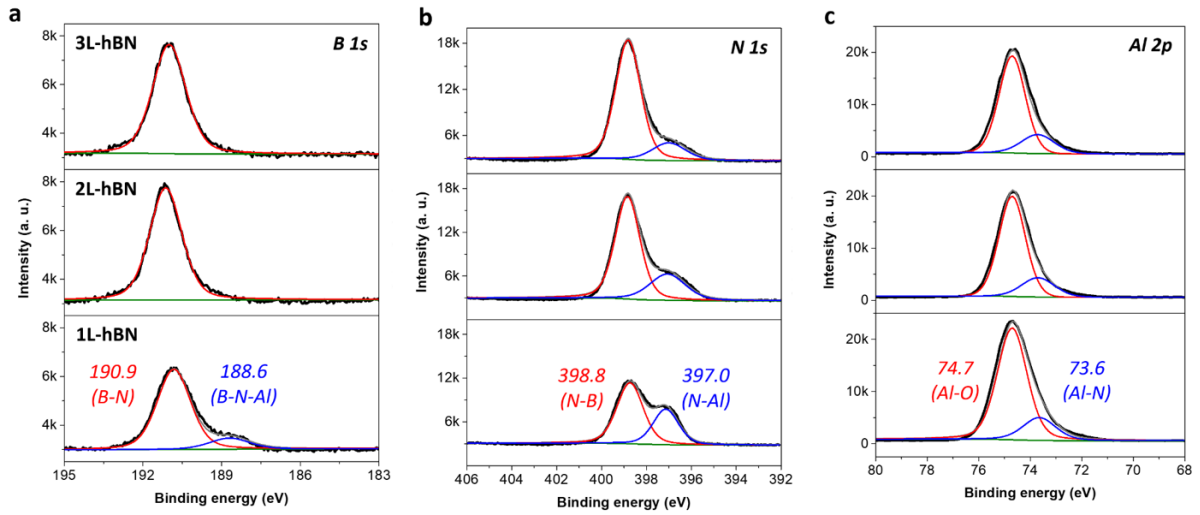 a
3L-hBN
B 1s
8k
6k
4k
2L-hBN
8k
6k
4k
1L-hBN
8k
6k
4k
190.9
(B-N)
188.6
(B-N-Al)
195
191
187
183
Binding energy (eV)
Intensity (a. u.)
b
N 1s
18k
12k
6k
18k
12k
6k
18k
12k
6k
398.8
(N-B)
397.0
(N-Al)
406
404
402
400
398
396
394
392
Binding energy (eV)
Intensity (a. u.)
c
Al 2p
20k
10k
0
20k
10k
0
20k
10k
0
74.7
(Al-O)
73.6
(Al-N)
80
78
76
74
72
70
68
Binding energy (eV)
Intensity (a. u.)